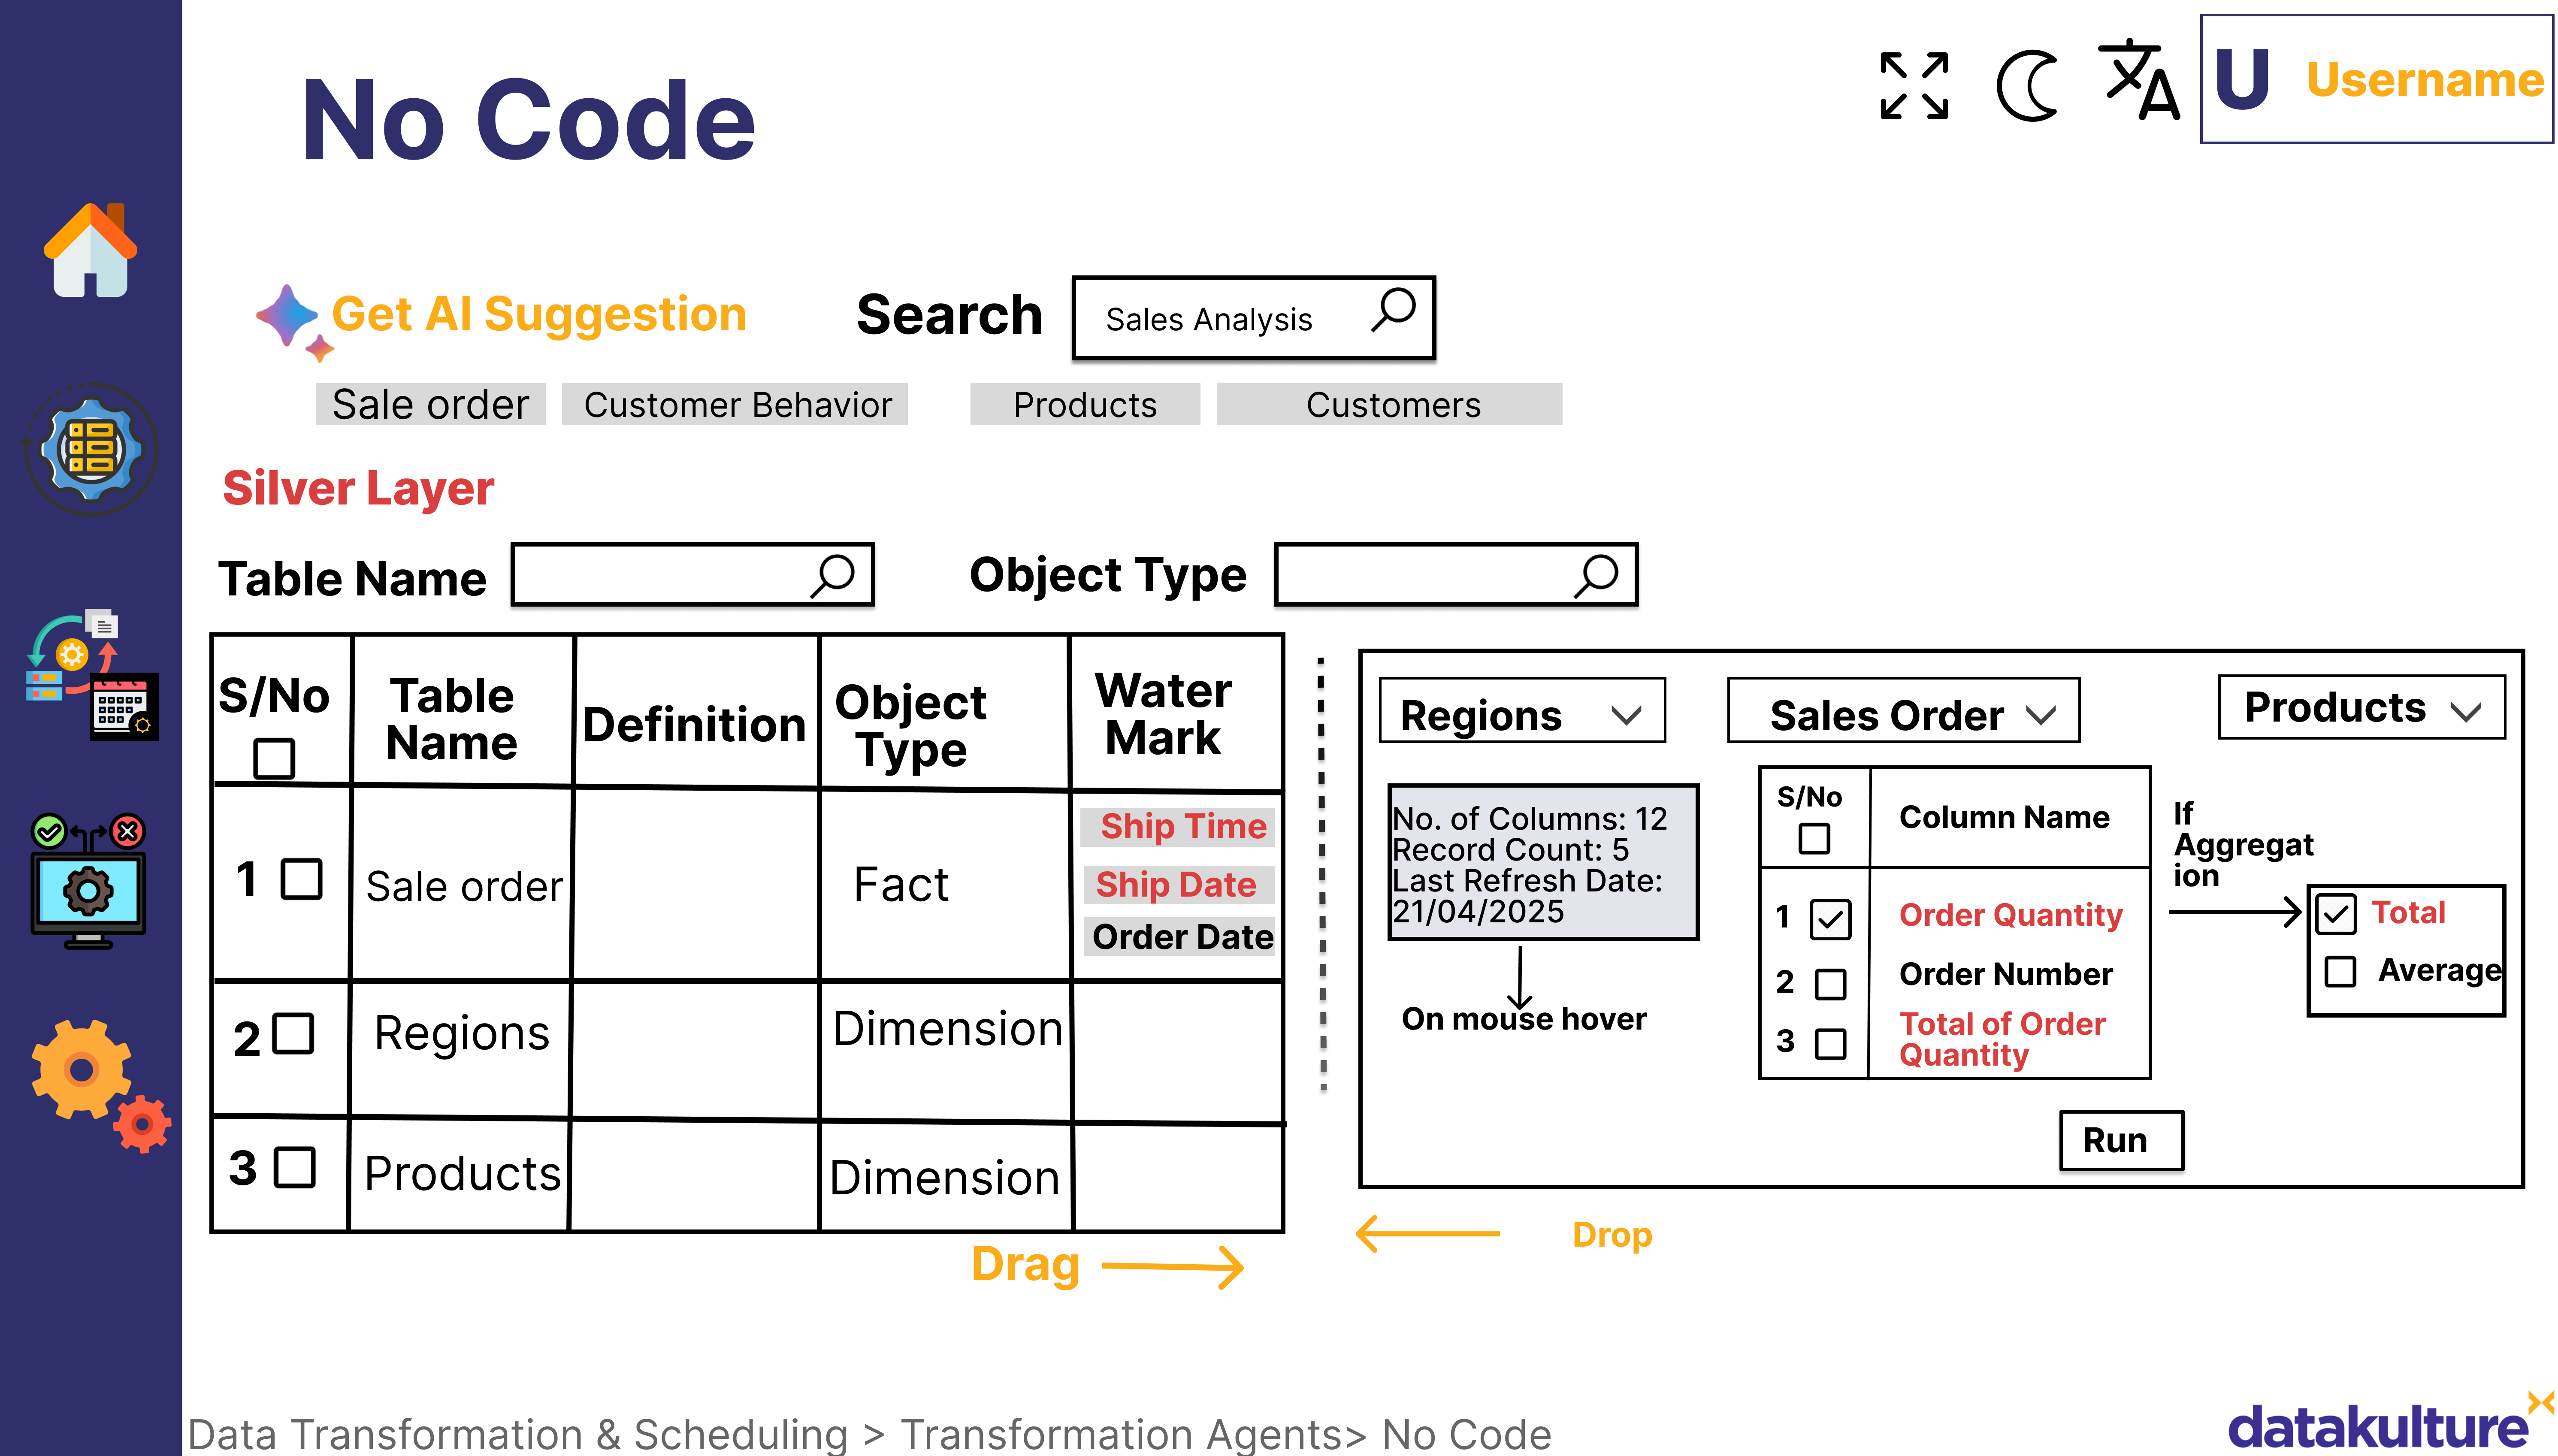 No Code
U Username
Get AI Suggestion
Search
Sales Analysis
Sale order
Customer Behavior
Products
Customers
Silver Layer
Table Name
Object Type
S/No
Table
Name
Definition
Object
Type
Water
Mark
1
Sale order
Fact
Ship Time
Ship Date
Order Date
2
Regions
Dimension
3
Products
Dimension
Regions
Sales Order
Products
No. of Columns: 12
Record Count: 5
Last Refresh Date:
21/04/2025
On mouse hover
S/No
Column Name
1
Order Quantity
2
Order Number
3
Total of Order
Quantity
If
Aggregat
ion
Total
Average
Run
Drag
Drop
Data Transformation & Scheduling > Transformation Agents> No Code
datakulture